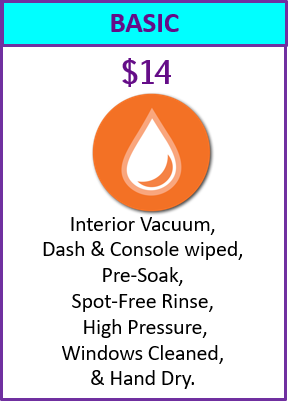 BASIC
$14
Interior Vacuum,
Dash & Console wiped,
Pre-Soak,
Spot-Free Rinse,
High Pressure,
Windows Cleaned,
& Hand Dry.